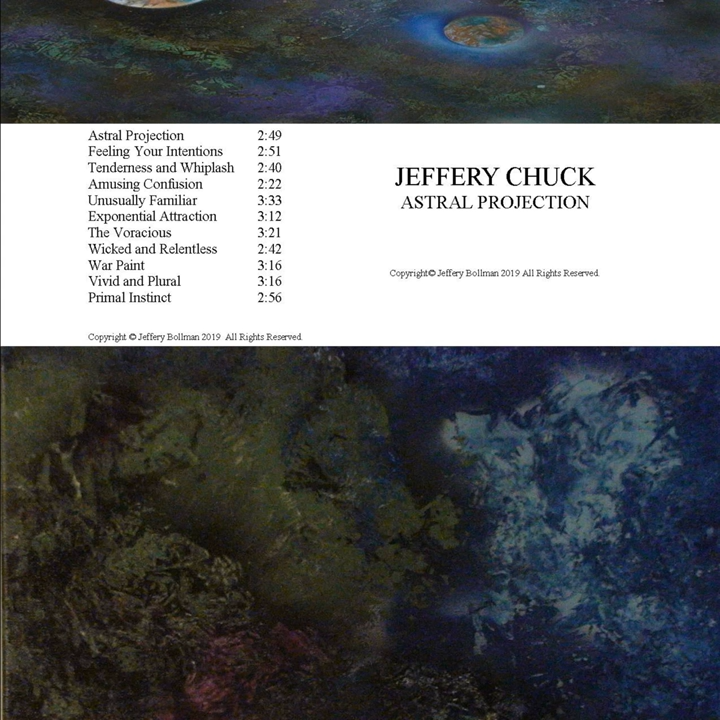 Astral Projection 2:49
Feeling Your Intentions 2:51
Tenderness and Whiplash 2:40
Amusing Confusion 2:22
Unusually Familiar 3:33
Exponential Attraction 3:12
The Voracious 3:21
Wicked and Relentless 2:42
War Paint 3:16
Vivid and Plural 3:16
Primal Instinct 2:56
Copyright © Jeffery Bollman 2019 All Rights Reserved
JEFFERY CHUCK
ASTRAL PROJECTION
Copyright© Jeffery Bollman 2019 All Rights Reserved